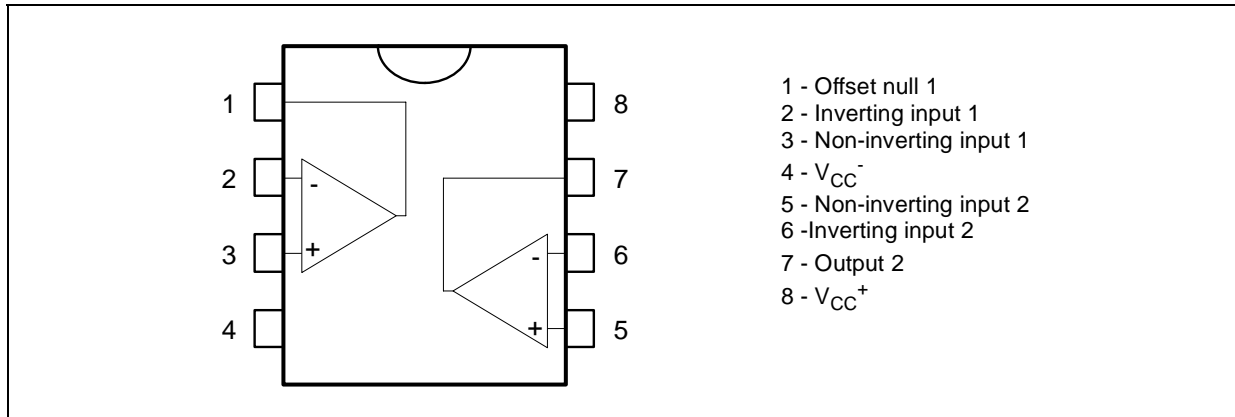 1
2
3
4
8
7
6
5
-
+
-
+
1 - Offset null 1
2 - Inverting input 1
3 - Non-inverting input 1
4 - VCC-
5 - Non-inverting input 2
6 -Inverting input 2
7 - Output 2
8 - VCC+